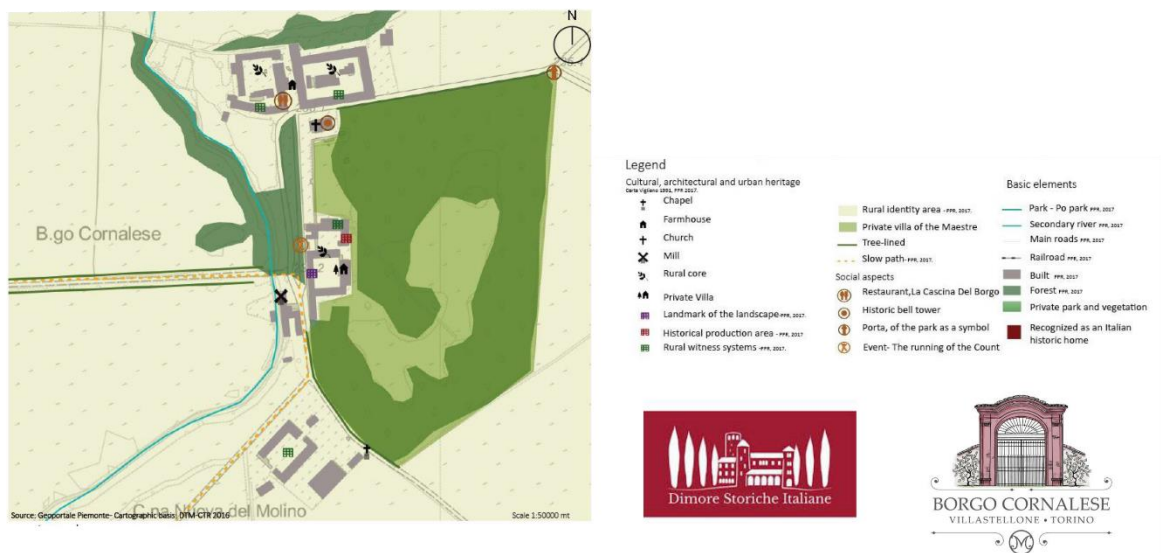 N
B.go Cornalese
C.na Nuova del Molino
Source: Geoportale Piemonte- Cartographic basis: DTM-CTR 2016
Scale 1:50000 mt
Legend
Cultural, architectural and urban heritage
Carta Vigliano 1991, PPR, 2017.
Chapel
Farmhouse
Church
Mill
Rural core
Private Villa
Landmark of the landscape-PPR, 2017.
Historical production area - PPR, 2017
Rural witness systems -PPR, 2017.
Rural identity area - PPR, 2017.
Private villa of the Maestre
Tree-lined
Slow path-PPR, 2017.
Social aspects
Restaurant,La Cascina Del Borgo
Historic bell tower
Porta, of the park as a symbol
Event- The running of the Count
Basic elements
Park - Po park PPR, 2017
Secondary river PPR, 2017
Main roads PPR, 2017
Railroad PPR, 2017
Built PPR, 2017
Forest PPR, 2017
Private park and vegetation
Recognized as an Italian
historic home
Dimore Storiche Italiane
BORGO CORNALESE
VILLASTELLONE • TORINO
M